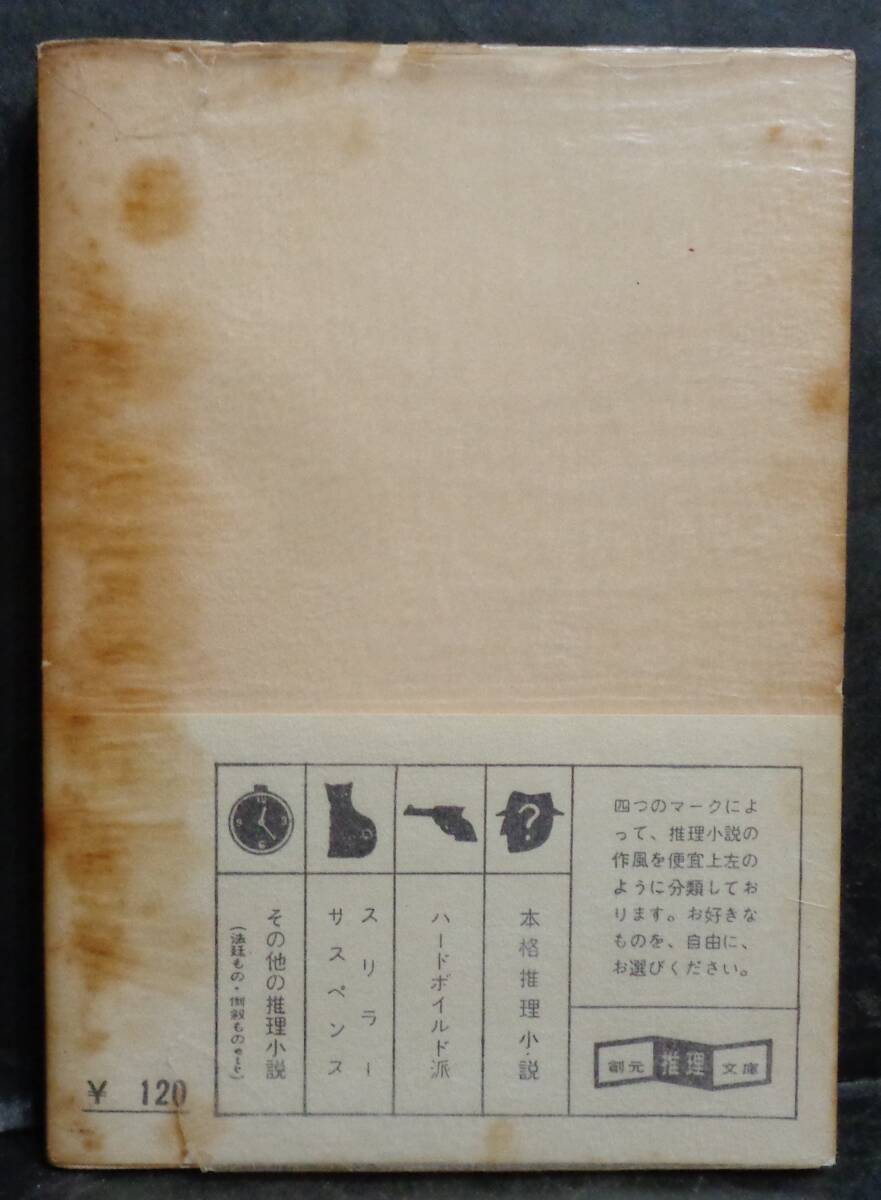 四つのマークによ
って、推理小説の
作風を便宜上左の
ように分類してお
ります。お好きな
ものを、自由に、
お選びください。
創元
推理
文庫
?
本格推理小説
ハードボイルド派
スリラー
サスペンス
その他の推理小説
(法廷もの・倒叙ものなど)
¥ 120